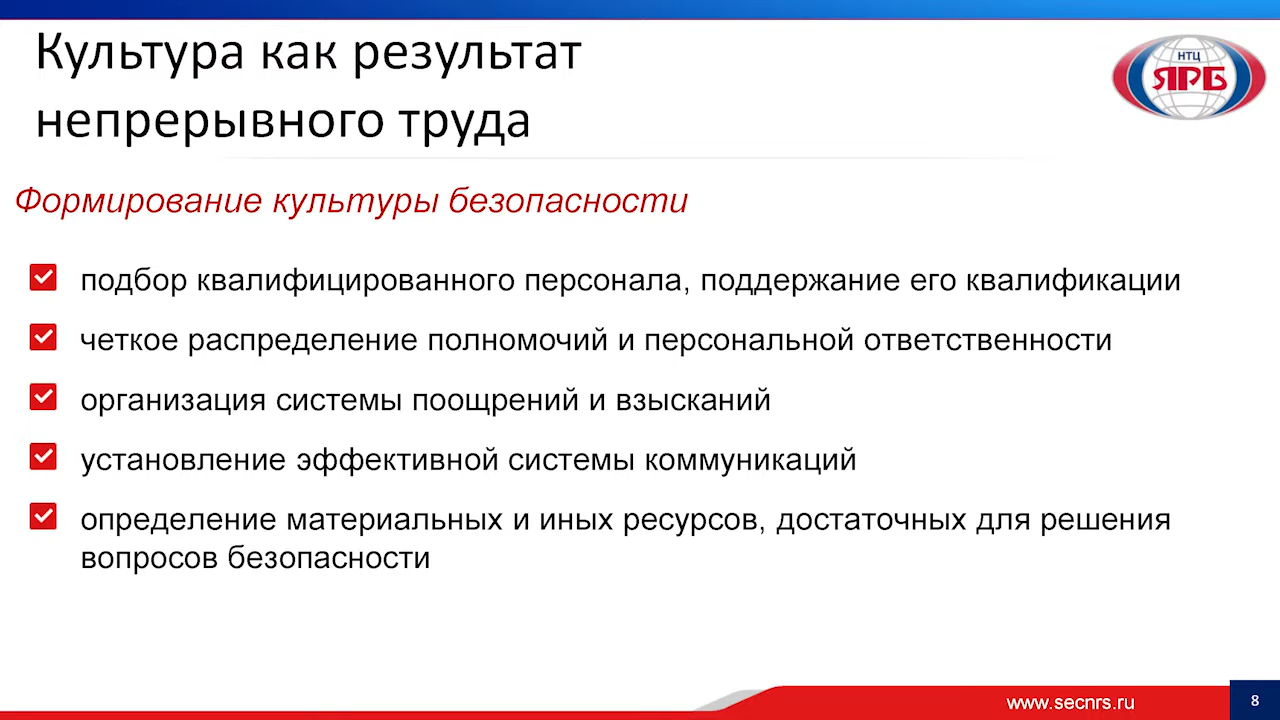 Культура как результат
непрерывного труда
НТЦ
ЯРБ
Формирование культуры безопасности
подбор квалифицированного персонала, поддержание его квалификации
четкое распределение полномочий и персональной ответственности
организация системы поощрений и взысканий
установление эффективной системы коммуникаций
определение материальных и иных ресурсов, достаточных для решения
вопросов безопасности
www.secnrs.ru
8